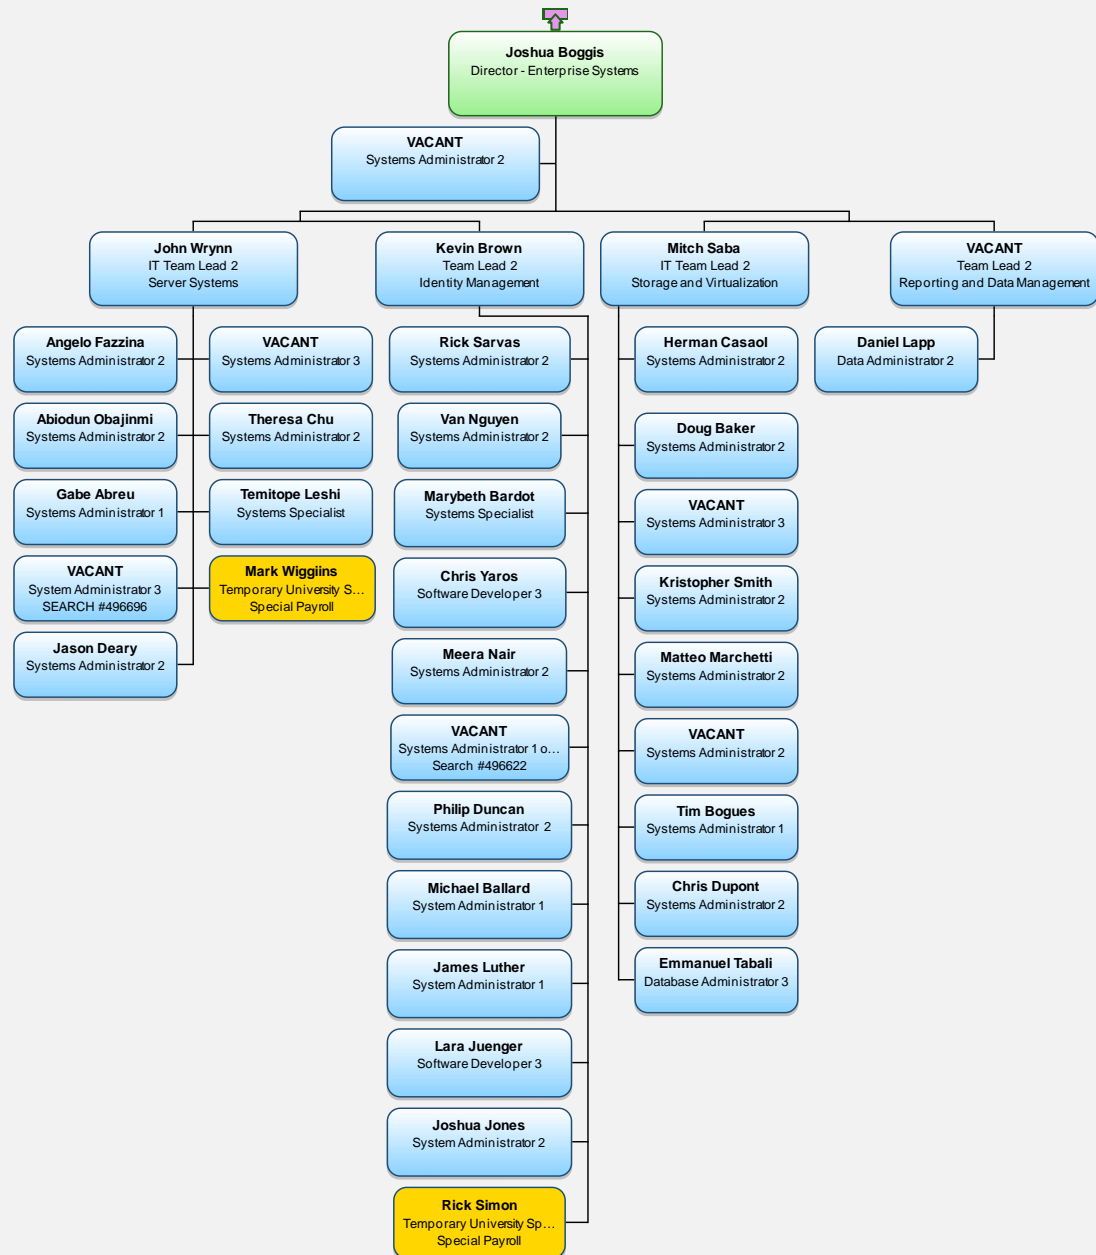 Joshua Boggis
Director - Enterprise Systems
VACANT
Systems Administrator 2
John Wrynn
IT Team Lead 2
Server Systems
Kevin Brown
Team Lead 2
Identity Management
Mitch Saba
IT Team Lead 2
Storage and Virtualization
VACANT
Team Lead 2
Reporting and Data Management
Angelo Fazzina
Systems Administrator 2
VACANT
Systems Administrator 3
Abiodun Obajinmi
Systems Administrator 2
Theresa Chu
Systems Administrator 2
Gabe Abreu
Systems Administrator 1
Temitope Leshi
Systems Specialist
VACANT
System Administrator 3
SEARCH #496696
Mark Wiggiins
Temporary University S...
Special Payroll
Jason Deary
Systems Administrator 2
Rick Sarvas
Systems Administrator 2
Van Nguyen
Systems Administrator 2
Marybeth Bardot
Systems Specialist
Chris Yaros
Software Developer 3
Meera Nair
Systems Administrator 2
VACANT
Systems Administrator 1 o...
Search #496622
Philip Duncan
Systems Administrator 2
Michael Ballard
System Administrator 1
James Luther
System Administrator 1
Lara Juenger
Software Developer 3
Joshua Jones
System Administrator 2
Rick Simon
Temporary University Sp...
Special Payroll
Herman Casaol
Systems Administrator 2
Doug Baker
Systems Administrator 2
VACANT
Systems Administrator 3
Kristopher Smith
Systems Administrator 2
Matteo Marchetti
Systems Administrator 2
VACANT
Systems Administrator 2
Tim Bogues
Systems Administrator 1
Chris Dupont
Systems Administrator 2
Emmanuel Tabali
Database Administrator 3
Daniel Lapp
Data Administrator 2